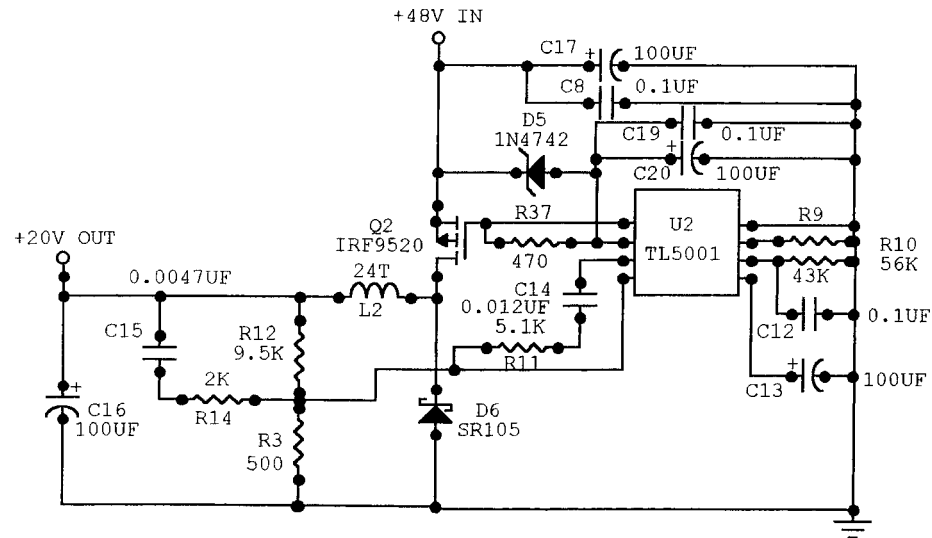 +48V IN
C17
+
100UF
C8
0.1UF
D5
1N4742
C19
0.1UF
+
C20
100UF
Q2
IRF9520
R37
470
U2
TL5001
R9
R10
56K
43K
+20V OUT
0.0047UF
24T
L2
C14
0.012UF
5.1K
R11
C12
0.1UF
C15
R12
9.5K
2K
R14
+
C13
100UF
+
C16
100UF
R3
500
D6
SR105